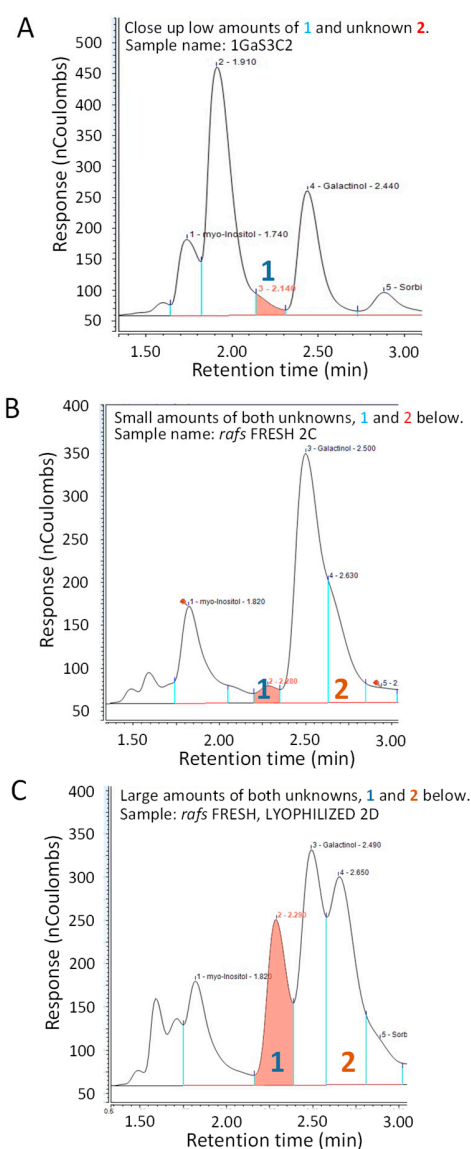 A
Close up low amounts of 1 and unknown 2.
Sample name: 1GaS3C2
Response (nCoulombs)
500
450
400
350
300
250
200
150
100
50
2 - 1.910
1 - myo-Inositol - 1.740
1
3 - 2.140
4 - Galactinol - 2.440
5 - Sorbi
1.50 2.00 2.50 3.00
Retention time (min)
B
Small amounts of both unknowns, 1 and 2 below.
Sample name: rafs FRESH 2C
Response (nCoulombs)
400
350
300
250
200
150
100
50
3 - Galactinol - 2.500
4 - 2.630
1 - myo-Inositol - 1.820
1
2 - 2.280
2
5 - 2
1.50 2.00 2.50 3.0
Retention time (min)
C
Large amounts of both unknowns, 1 and 2 below.
Sample: rafs FRESH, LYOPHILIZED 2D
Response (nCoulombs)
400
350
300
250
200
150
100
50
3 - Galactinol - 2.490
4 - 2.650
2 - 2.290
1 - myo-Inositol - 1.820
5 - Sorb
1
2
1.50 2.00 2.50 3.00
Retention time (min)